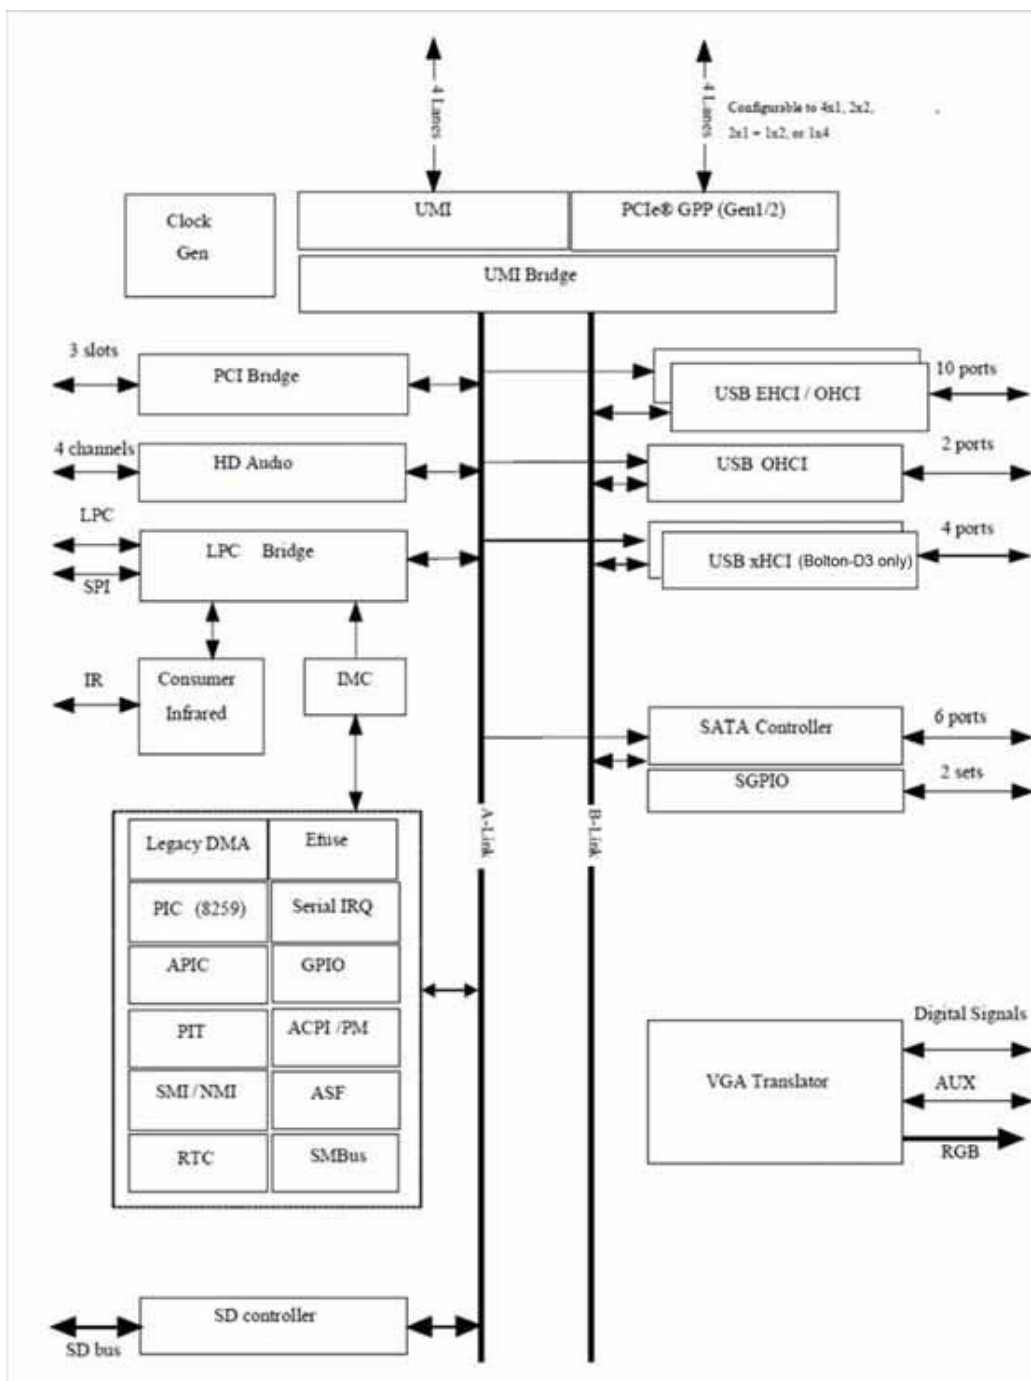 4 Lanes
4 Lanes
Configurable to 4x1, 2x2,
2x1 + 1x2, or 1x4
Clock
Gen
UMI
PCIe® GPP (Gen1/2)
UMI Bridge
3 slots
PCI Bridge
USB EHCI / OHCI
10 ports
4 channels
HD Audio
USB OHCI
2 ports
LPC
SPI
LPC Bridge
USB xHCI (Bolton-D3 only)
4 ports
IR
Consumer
Infrared
IMC
SATA Controller
6 ports
SGPIO
2 sets
A-Link
B-Link
Legacy DMA
Efuse
PIC (8259)
Serial IRQ
APIC
GPIO
PIT
ACPI /PM
SMI / NMI
ASF
RTC
SMBus
VGA Translator
Digital Signals
AUX
RGB
SD controller
SD bus